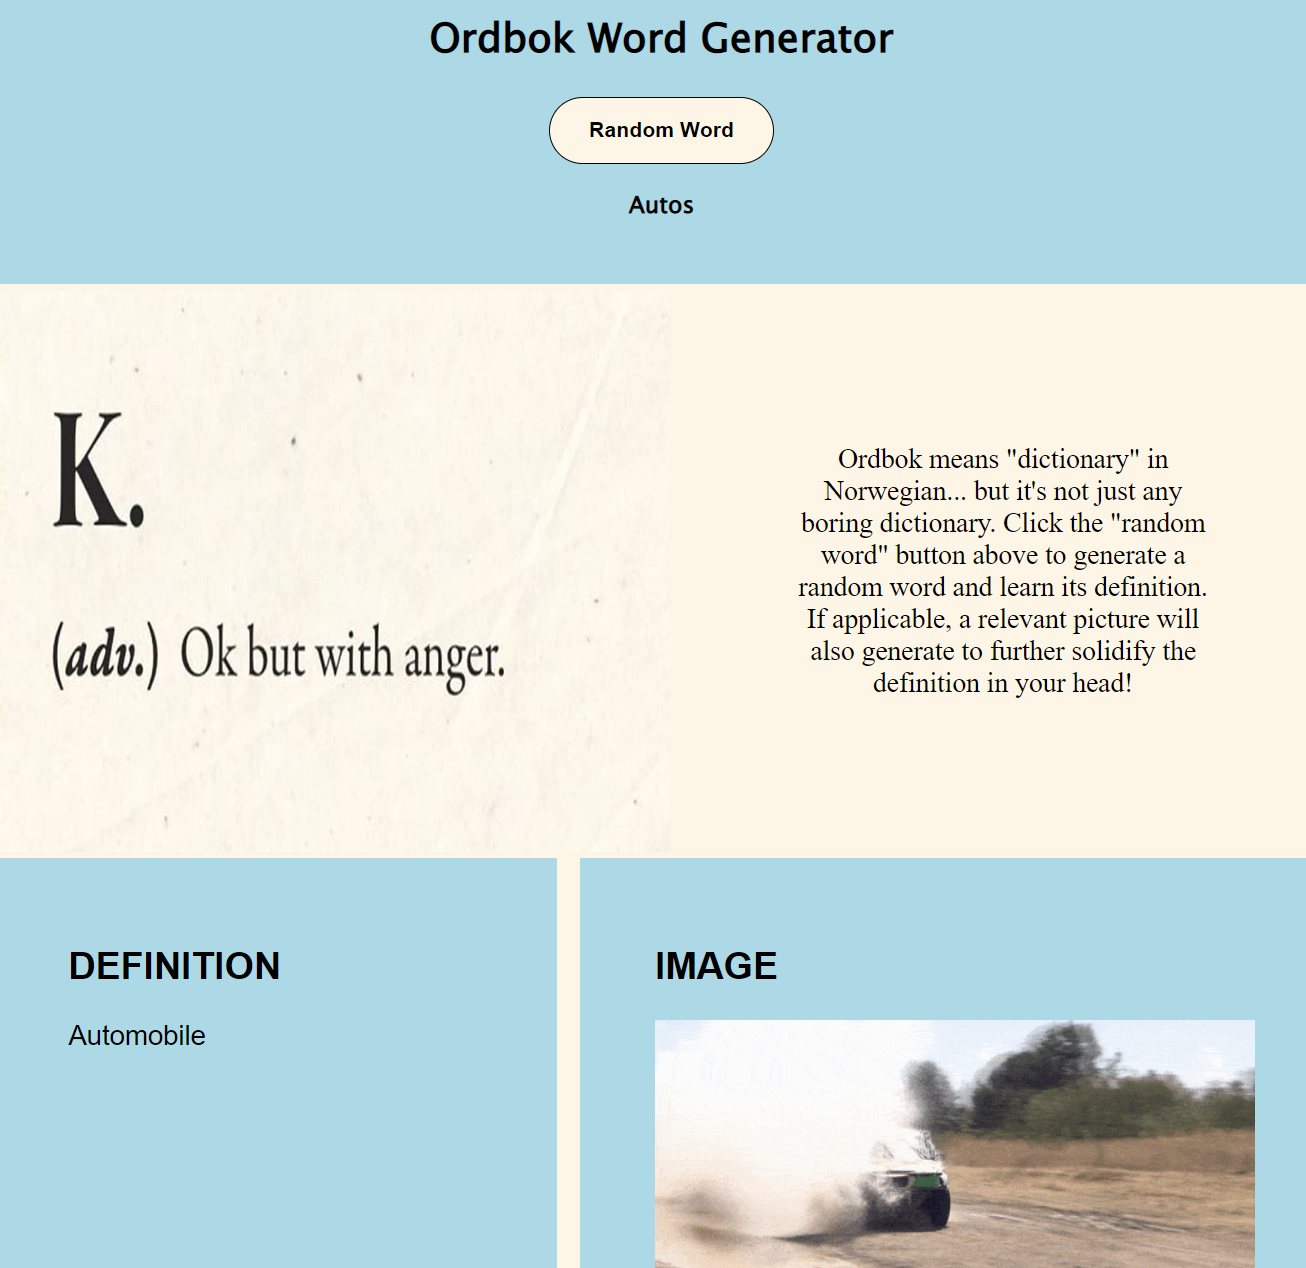 Ordbok Word Generator
Random Word
Autos
K.
(adv.) Ok but with anger.
Ordbok means "dictionary" in
Norwegian... but it's not just any
boring dictionary. Click the "random
word" button above to generate a
random word and learn its definition.
If applicable, a relevant picture will
also generate to further solidify the
definition in your head!
DEFINITION
Automobile
IMAGE